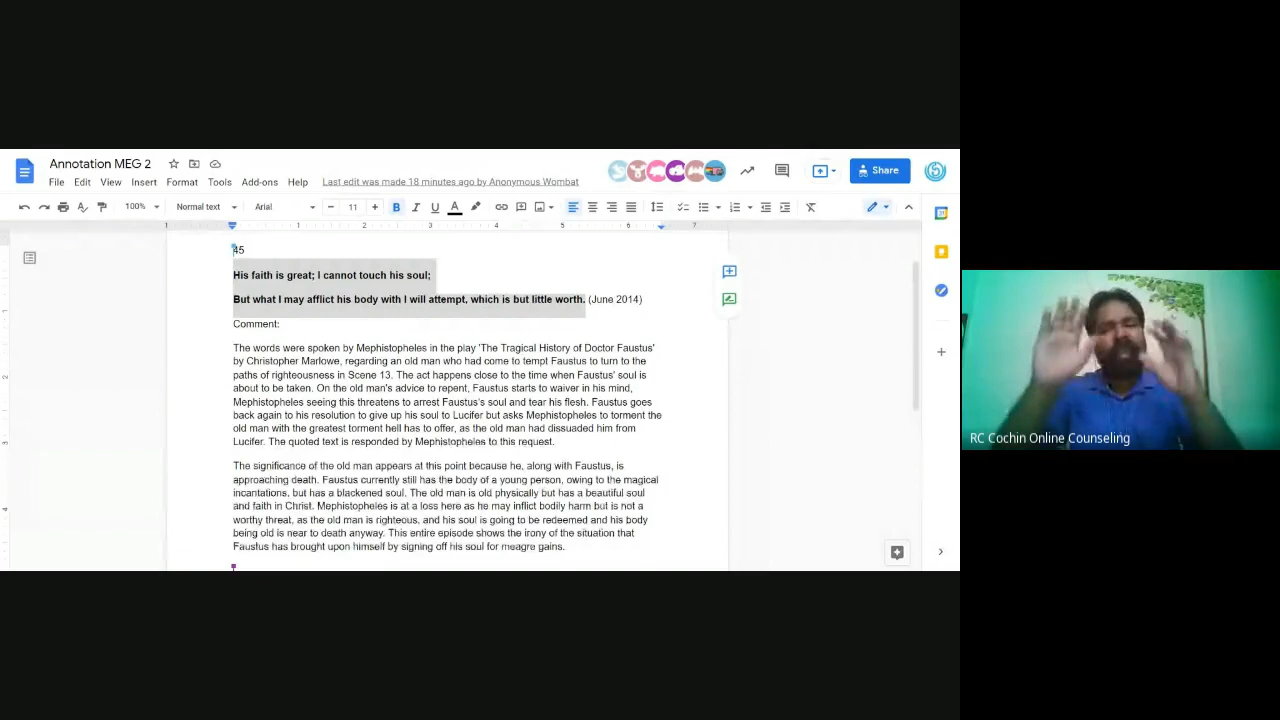 Annotation MEG 2
Share
File Edit View Insert Format Tools Add-ons Help Last edit was made 18 minutes ago by Anonymous Wombat
100% Normal text Arial 11 B I U A
1 1 2 3 4 5 6 7
45
His faith is great; I cannot touch his soul;
But what I may afflict his body with I will attempt, which is but little worth. (June 2014)
Comment:
The words were spoken by Mephistopheles in the play 'The Tragical History of Doctor Faustus'
by Christopher Marlowe, regarding an old man who had come to tempt Faustus to turn to the
paths of righteousness in Scene 13. The act happens close to the time when Faustus' soul is
about to be taken. On the old man's advice to repent, Faustus starts to waiver in his mind,
Mephistopheles seeing this threatens to arrest Faustus's soul and tear his flesh. Faustus goes
back again to his resolution to give up his soul to Lucifer but asks Mephistopheles to torment the
old man with the greatest torment hell has to offer, as the old man had dissuaded him from
Lucifer. The quoted text is responded by Mephistopheles to this request.
The significance of the old man appears at this point because he, along with Faustus, is
approaching death. Faustus currently still has the body of a young person, owing to the magical
incantations, but has a blackened soul. The old man is old physically but has a beautiful soul
and faith in Christ. Mephistopheles is at a loss here as he may inflict bodily harm but is not a
worthy threat, as the old man is righteous, and his soul is going to be redeemed and his body
being old is near to death anyway. This entire episode shows the irony of the situation that
Faustus has brought upon himself by signing off his soul for meagre gains.
1
2
3
4
5
RC Cochin Online Counseling